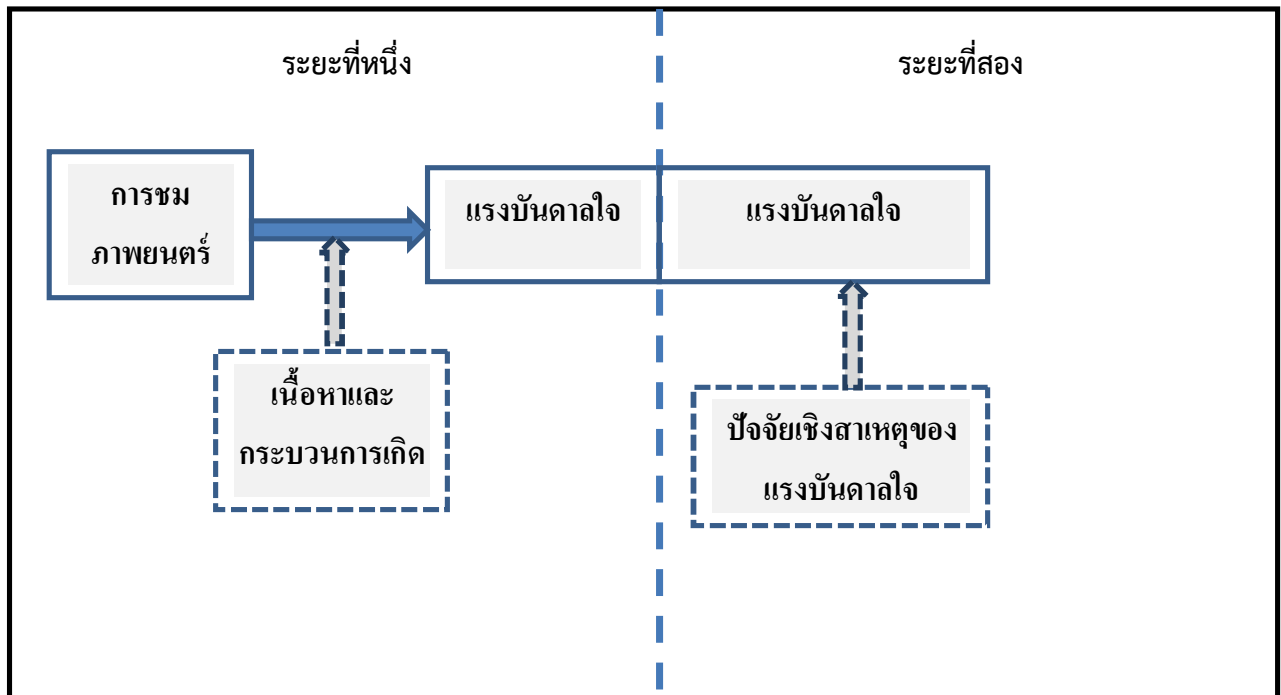 ระยะที่หนึ่ง
ระยะที่สอง
การชม
ภาพยนตร์
แรงบันดาลใจ
แรงบันดาลใจ
เนื้อหาและ
กระบวนการเกิด
ปัจจัยเชิงสาเหตุของ
แรงบันดาลใจ